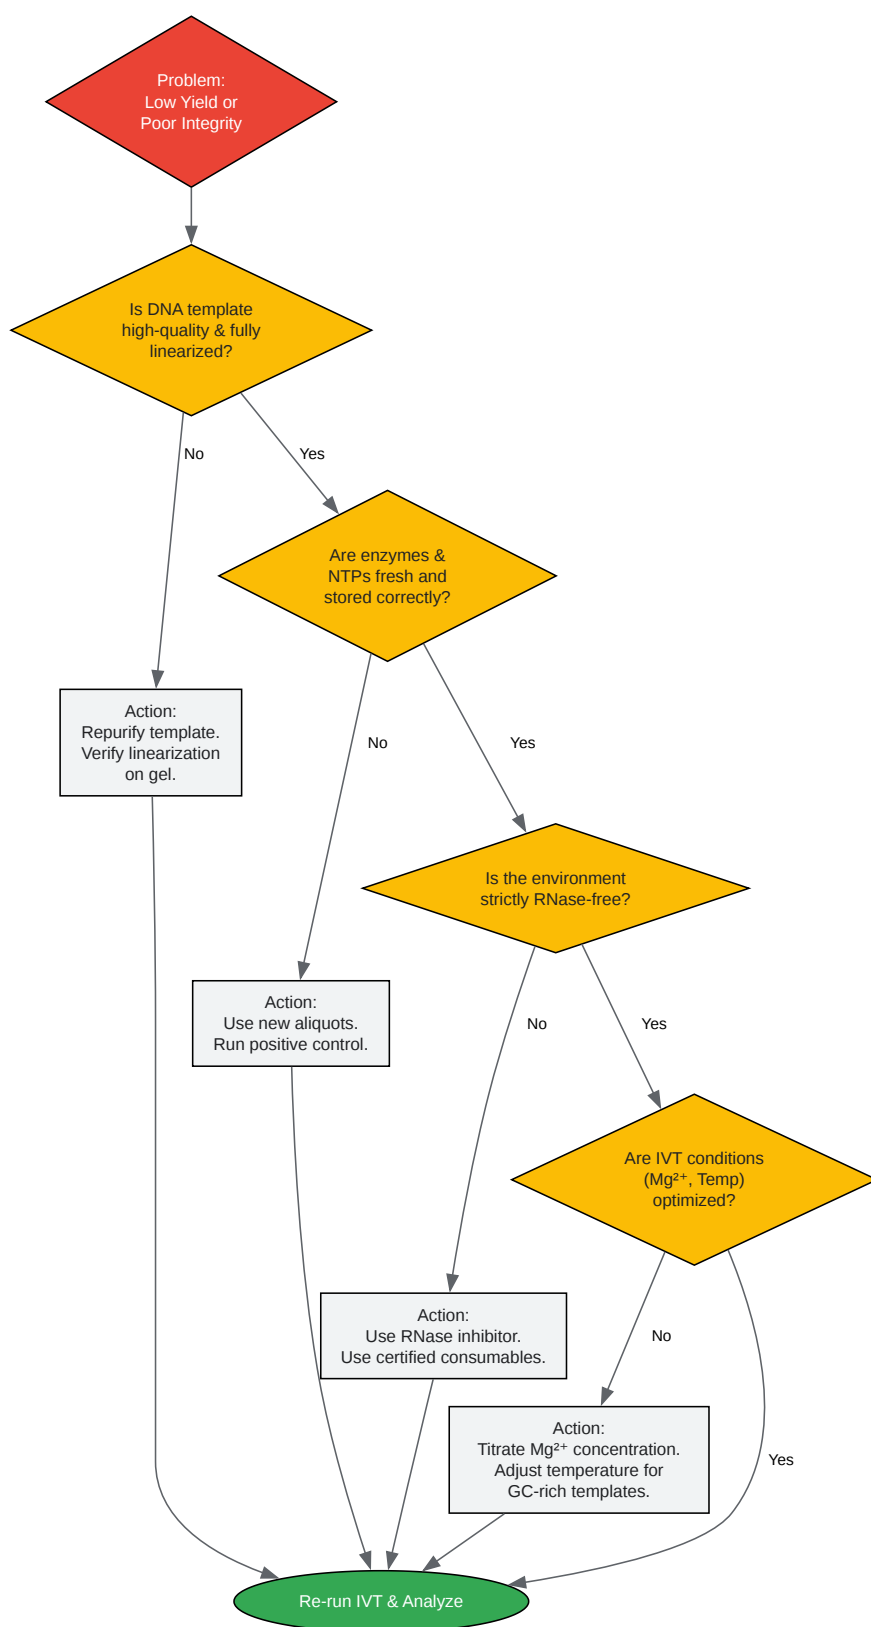 Problem:
Low Yield or
Poor Integrity
Is DNA template
high-quality & fully
linearized?
No
Yes
Are enzymes &
NTPs fresh and
stored correctly?
Action:
Repurify template.
Verify linearization
on gel.
No
Yes
Is the environment
strictly RNase-free?
Action:
Use new aliquots.
Run positive control.
No
Yes
Are IVT conditions
(Mg²⁺, Temp)
optimized?
Action:
Use RNase inhibitor.
Use certified consumables.
No
Action:
Titrate Mg²⁺ concentration.
Adjust temperature for
GC-rich templates.
Yes
Re-run IVT & Analyze